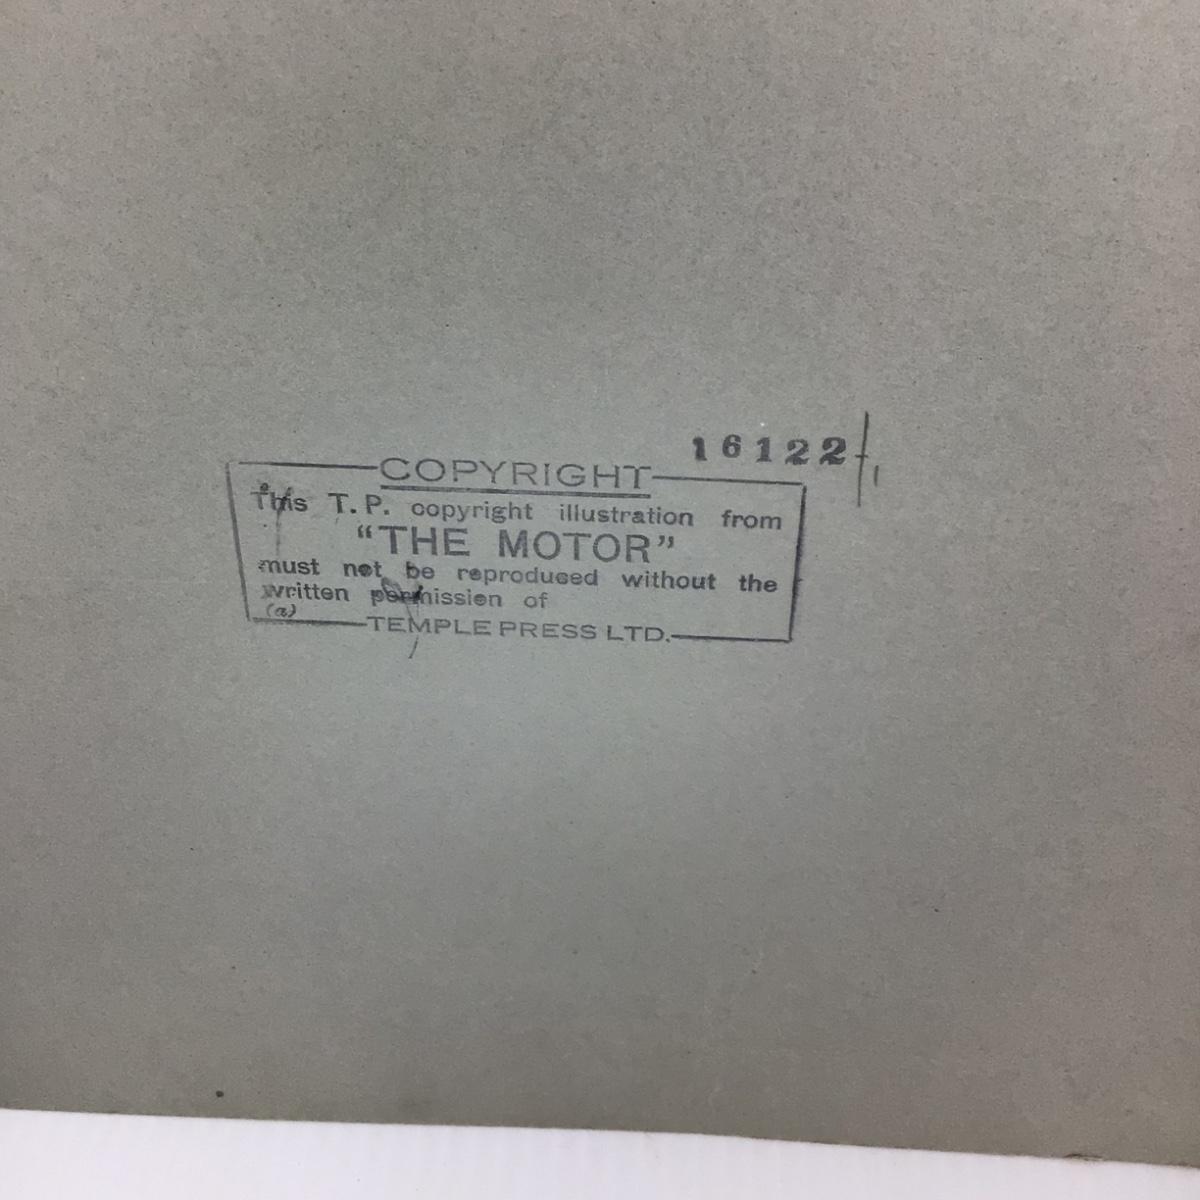 16122
COPYRIGHT
This T.P. copyright illustration from
“THE MOTOR”
must not be reproduced without the
written permission of
(a)
TEMPLE PRESS LTD.